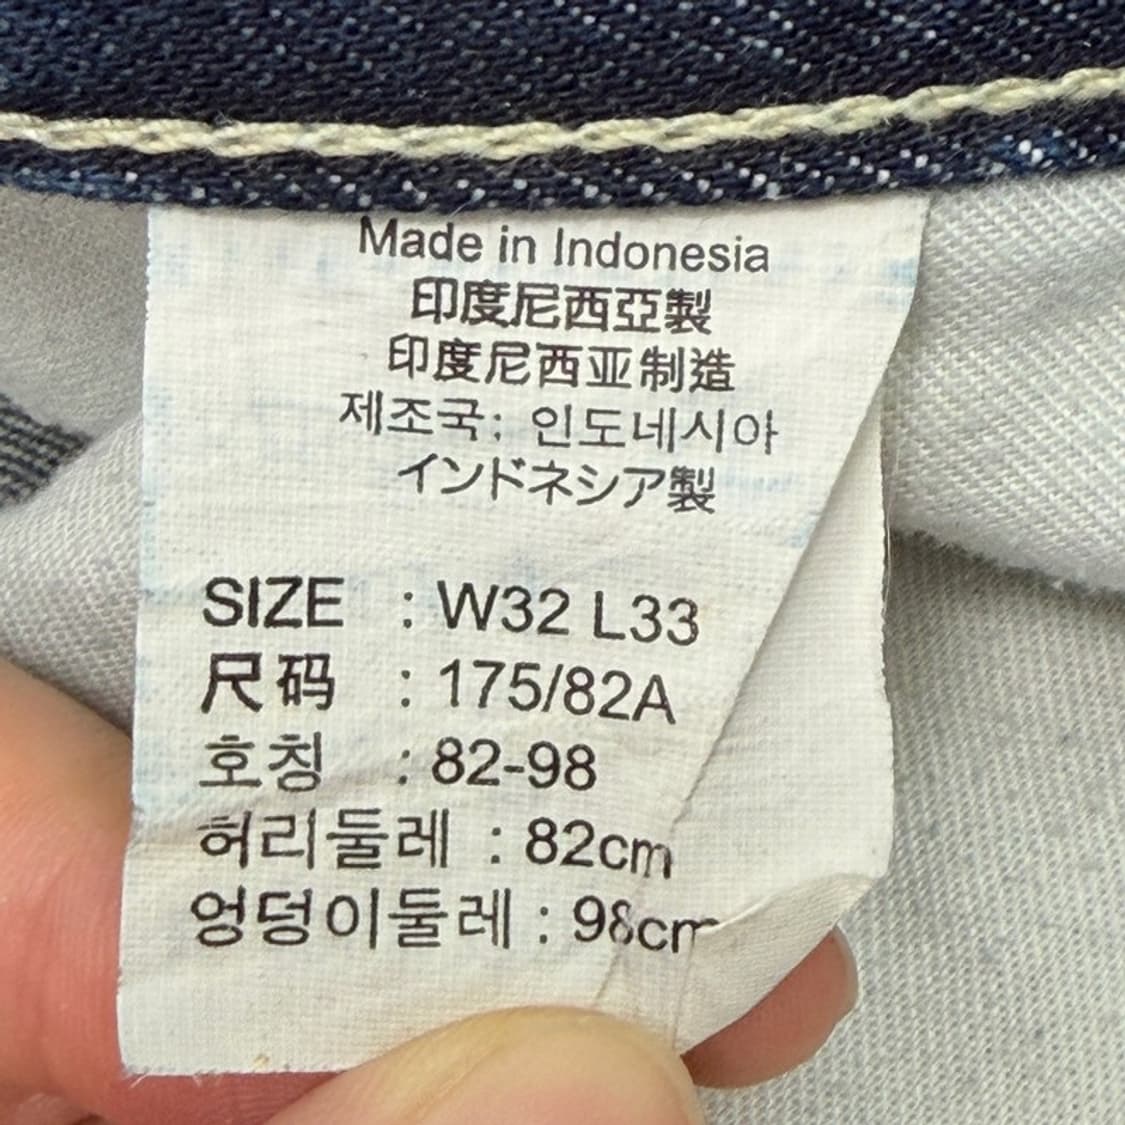 Made in Indonesia
印度尼西亞製
印度尼西亚制造
제조국: 인도네시아
インドネシア製
SIZE : W32 L33
尺码 : 175/82A
호칭 : 82-98
허리둘레 : 82cm
엉덩이둘레 : 98cm